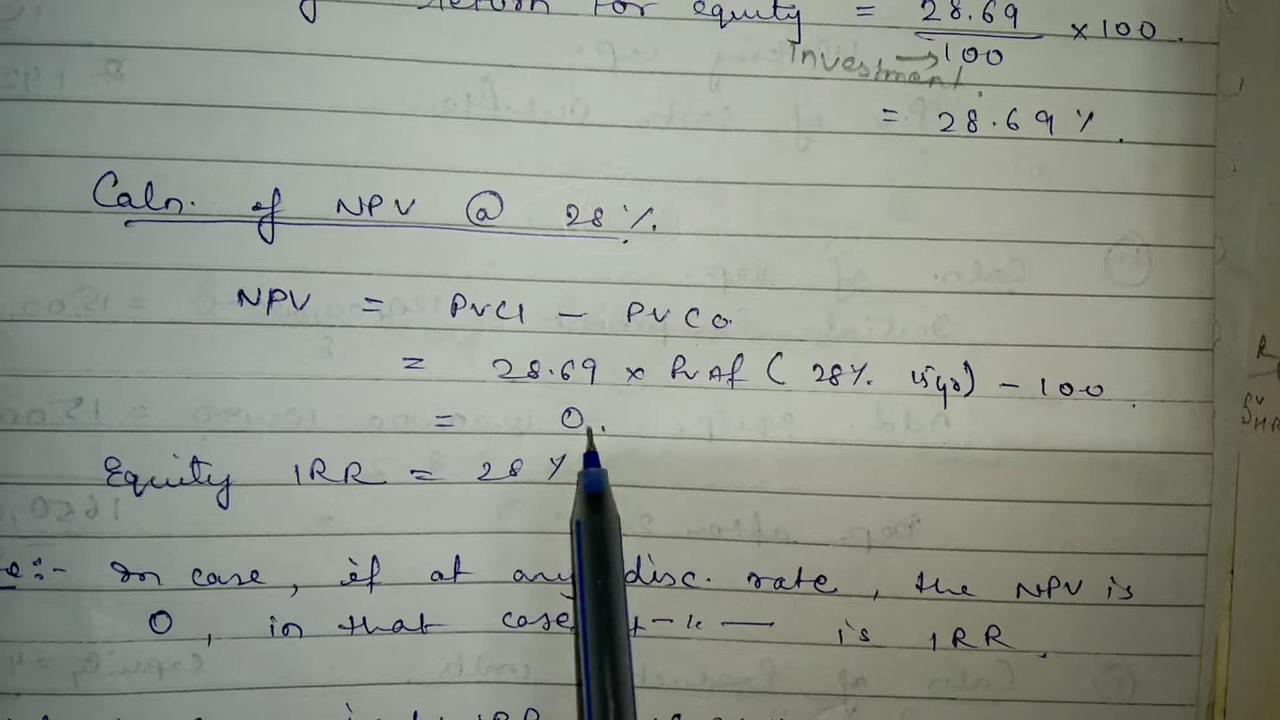 Return for equity = 28.69 / 100 × 100.
Investment →
= 28.69 %.
Caln. of NPV @ 28 %.
NPV = PVCI - PVCO.
= 28.69 × PVAf ( 28%. 15yr) - 100.
= 0.
Equity IRR = 28 %
e:- In case, if at any disc. rate, the NPV is
0, in that case is IRR.